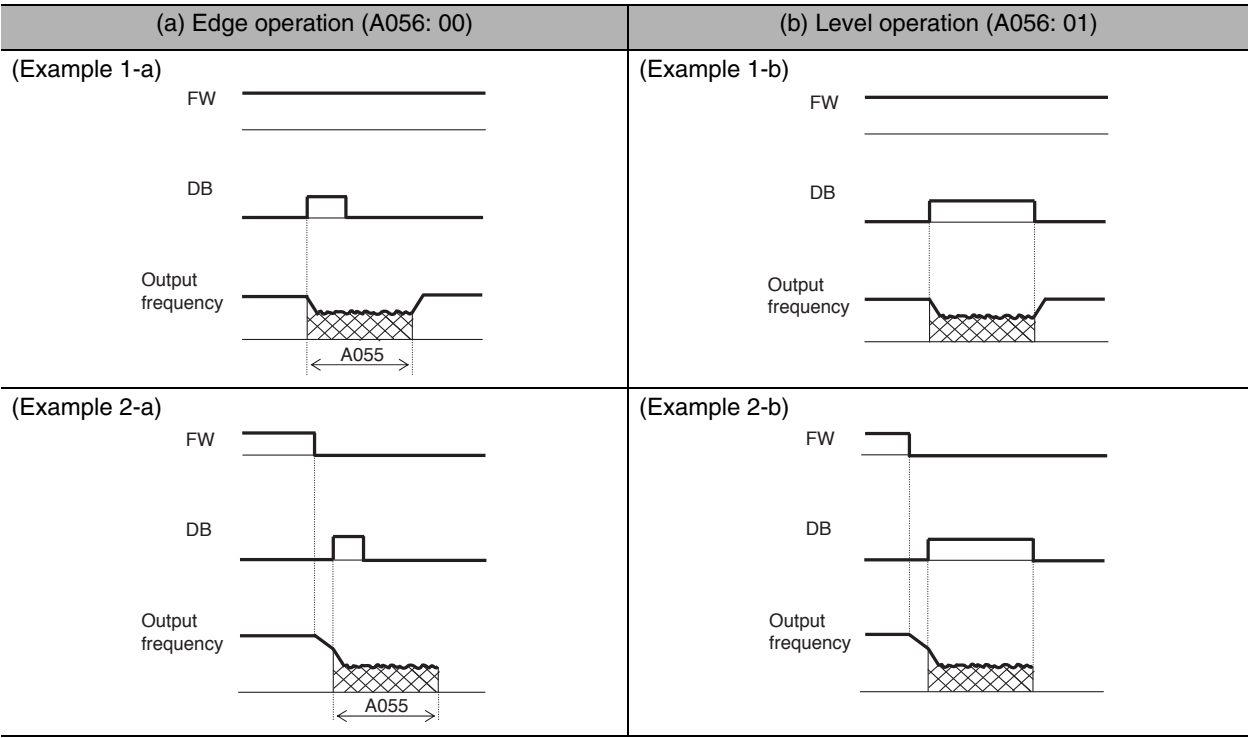 (a) Edge operation (A056: 00)
(b) Level operation (A056: 01)
(Example 1-a)
FW
DB
Output
frequency
A055
(Example 1-b)
FW
DB
Output
frequency
(Example 2-a)
FW
DB
Output
frequency
A055
(Example 2-b)
FW
DB
Output
frequency